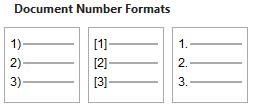 Document Number Formats
1) [1] 1.
2) [2] 2.
3) [3] 3.